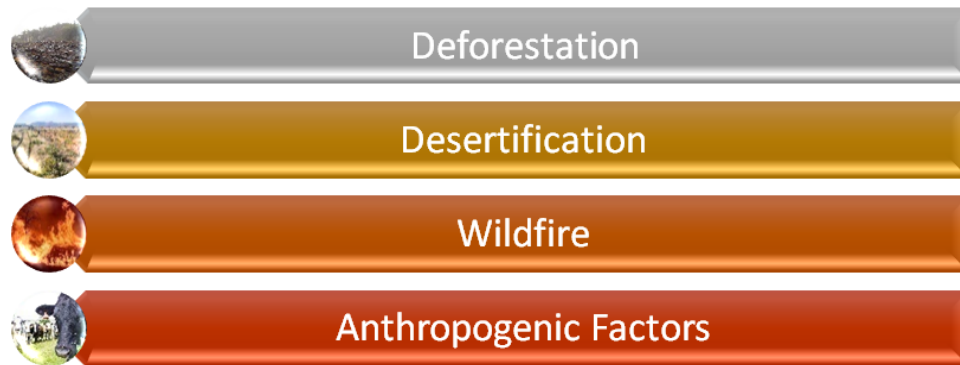 Deforestation
Desertification
Wildfire
Anthropogenic Factors